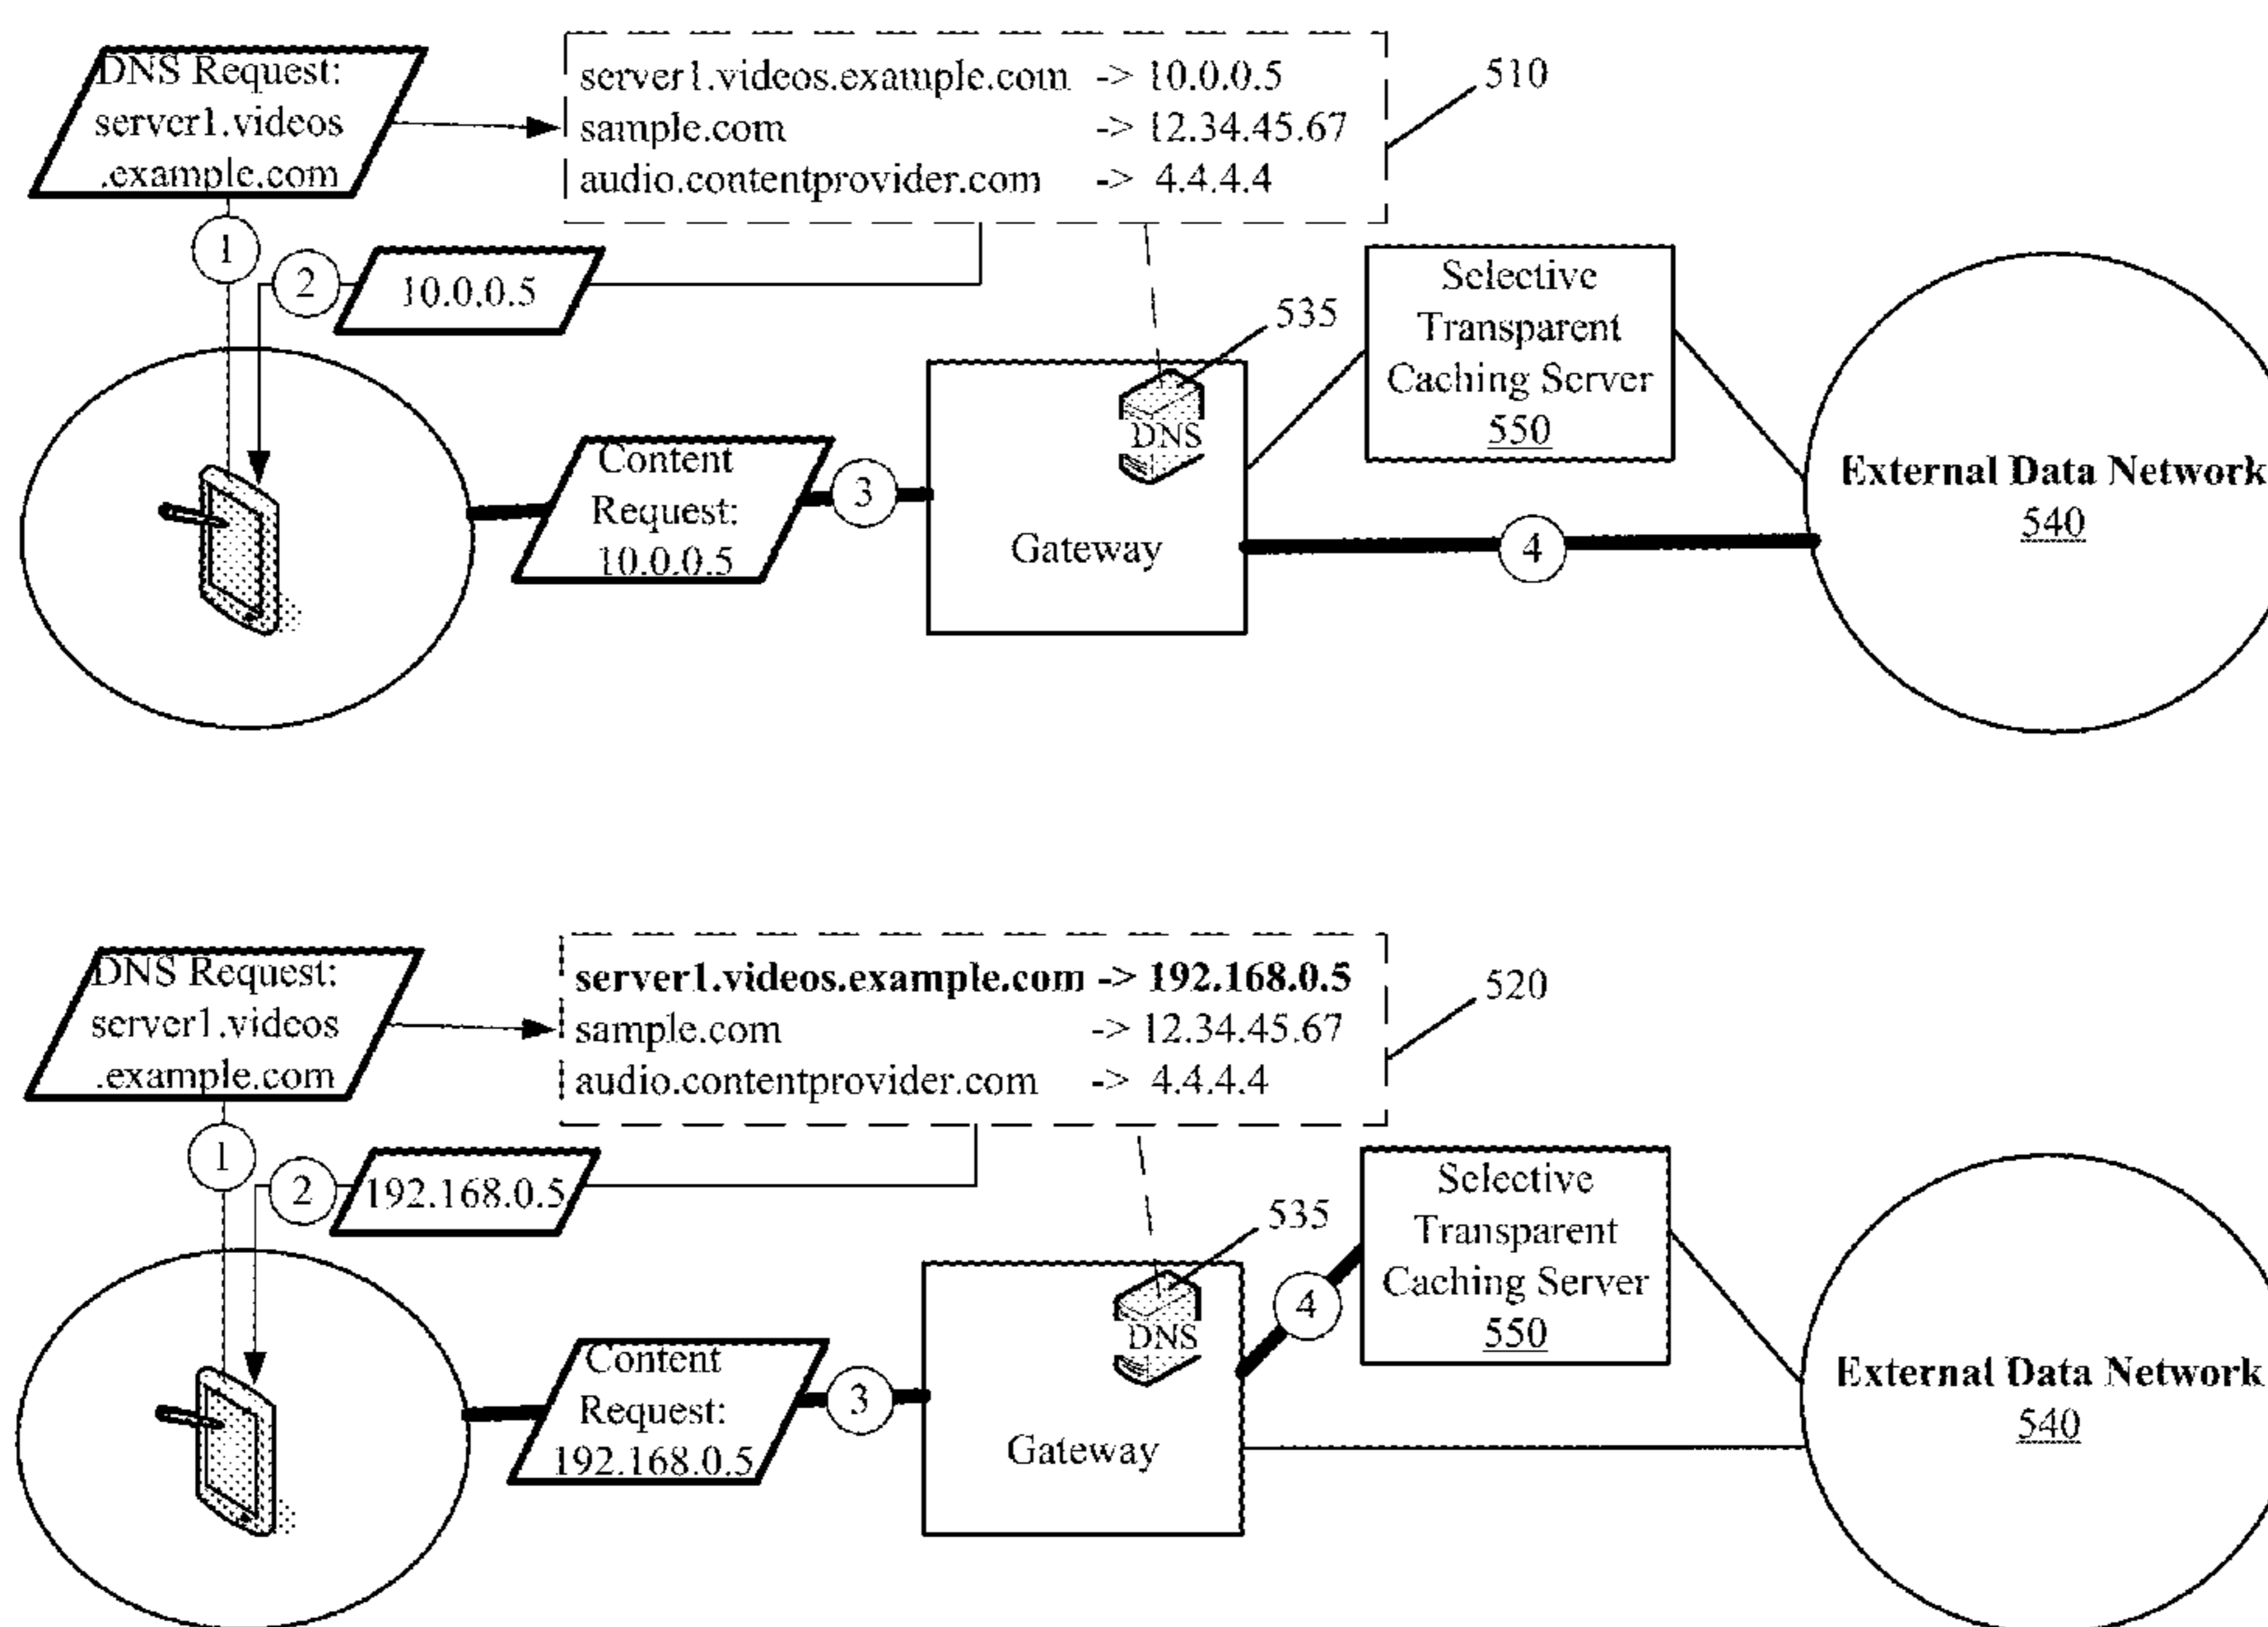 DNS Request:
server1.videos
.example.com
server1.videos.example.com -> 10.0.0.5
sample.com -> 12.34.45.67
audio.contentprovider.com -> 4.4.4.4
510
1
2
10.0.0.5
535
Selective
Transparent
Caching Server
550
DNS
Content
Request:
10.0.0.5
3
Gateway
4
External Data Network
540
DNS Request:
server1.videos
.example.com
server1.videos.example.com -> 192.168.0.5
sample.com -> 12.34.45.67
audio.contentprovider.com -> 4.4.4.4
520
1
2
192.168.0.5
535
Selective
Transparent
Caching Server
550
DNS
4
Content
Request:
192.168.0.5
3
Gateway
External Data Network
540